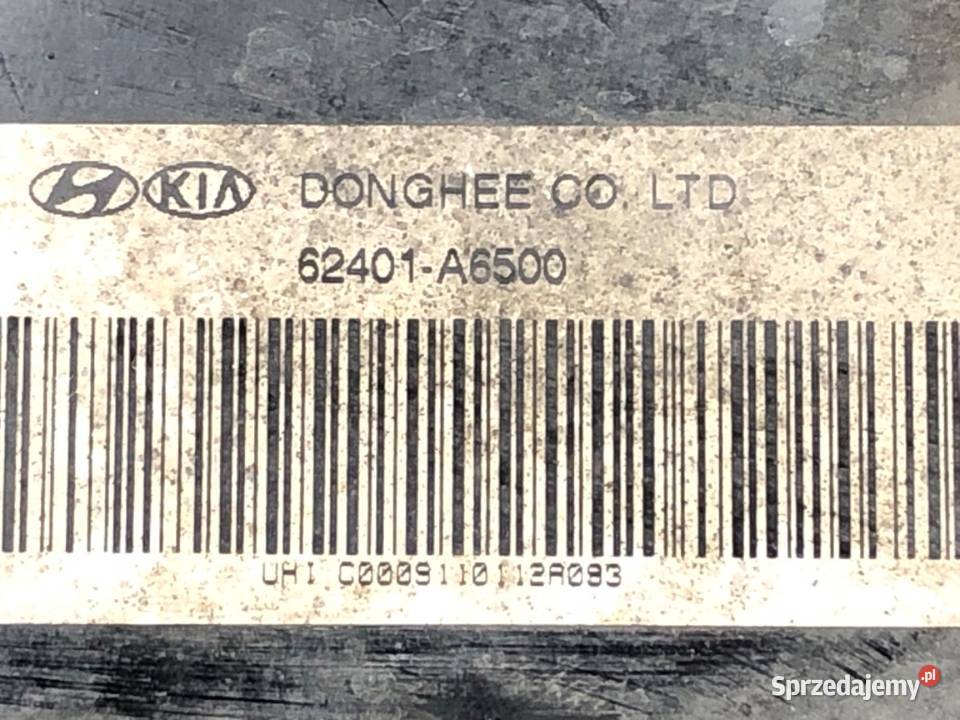 KIA DONGHEE CO. LTD
62401-A6500
UHI C0009110112A093
Sprzedajemy.pl